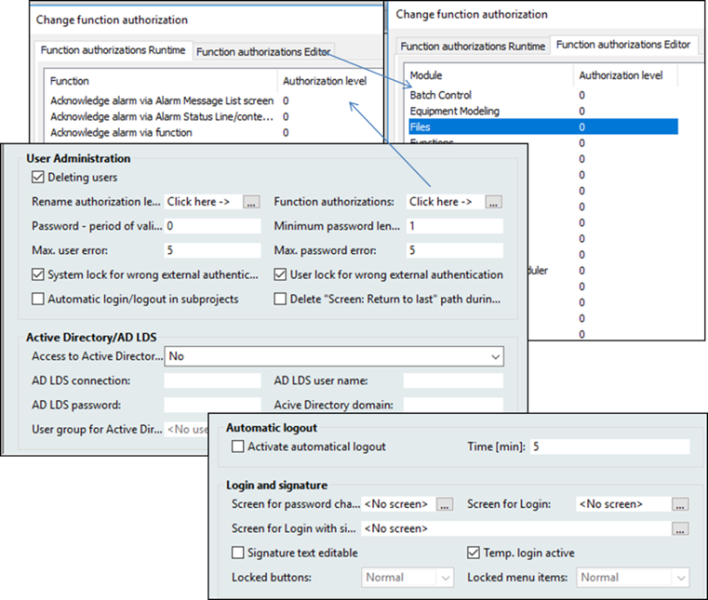 Change function authorization
Function authorizations Runtime Function authorizations Editor
Function Authorization level
Acknowledge alarm via Alarm Message List screen 0
Acknowledge alarm via Alarm Status Line/conte... 0
Acknowledge alarm via function 0
Change function authorization
Function authorizations Runtime Function authorizations Editor
Module Authorization level
Batch Control 0
Equipment Modeling 0
Files 0
Functions 0
0
0
0
0
0
0
0
duler 0
0
0
0
0
User Administration
Deleting users
Rename authorization le... Click here -> ... Function authorizations: Click here -> ...
Password - period of vali... 0 Minimum password len... 1
Max. user error: 5 Max. password error: 5
System lock for wrong external authentic... User lock for wrong external authentication
Automatic login/logout in subprojects Delete "Screen: Return to last" path durin...
Active Directory/AD LDS
Access to Active Director... No
AD LDS connection: AD LDS user name:
AD LDS password: Acive Directory domain:
User group for Active Dir... <No use
Automatic logout
Activate automatical logout Time [min]: 5
Login and signature
Screen for password cha... <No screen> ... Screen for Login: <No screen> ...
Screen for Login with si... <No screen> ...
Signature text editable Temp. login active
Locked buttons: Normal Locked menu items: Normal